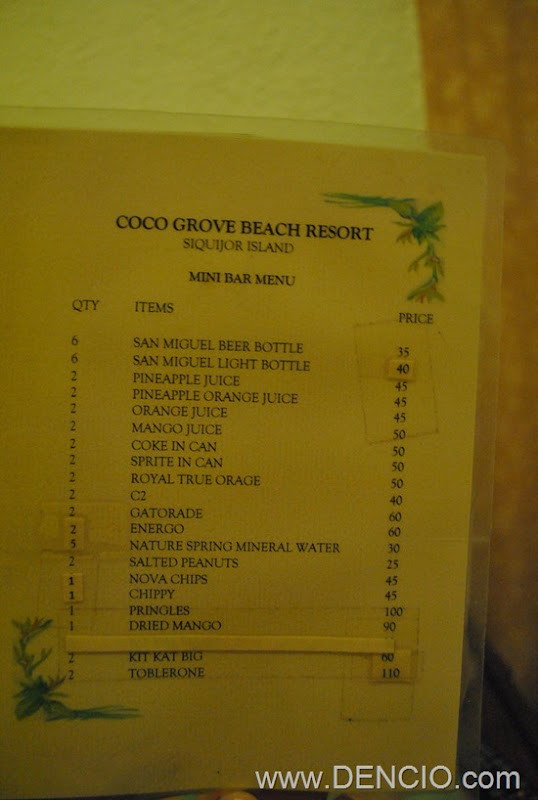 COCO GROVE BEACH RESORT
SIQUIJOR ISLAND
MINI BAR MENU
QTY ITEMS PRICE
6 SAN MIGUEL BEER BOTTLE 35
6 SAN MIGUEL LIGHT BOTTLE 40
2 PINEAPPLE JUICE 45
2 PINEAPPLE ORANGE JUICE 45
2 ORANGE JUICE 45
2 MANGO JUICE 50
2 COKE IN CAN 50
2 SPRITE IN CAN 50
2 ROYAL TRUE ORAGE 50
2 C2 40
2 GATORADE 60
2 ENERGO 60
5 NATURE SPRING MINERAL WATER 30
2 SALTED PEANUTS 25
1 NOVA CHIPS 45
1 CHIPPY 45
1 PRINGLES 100
1 DRIED MANGO 90
2 KIT KAT BIG 60
2 TOBLERONE 110
www.DENCIO.com